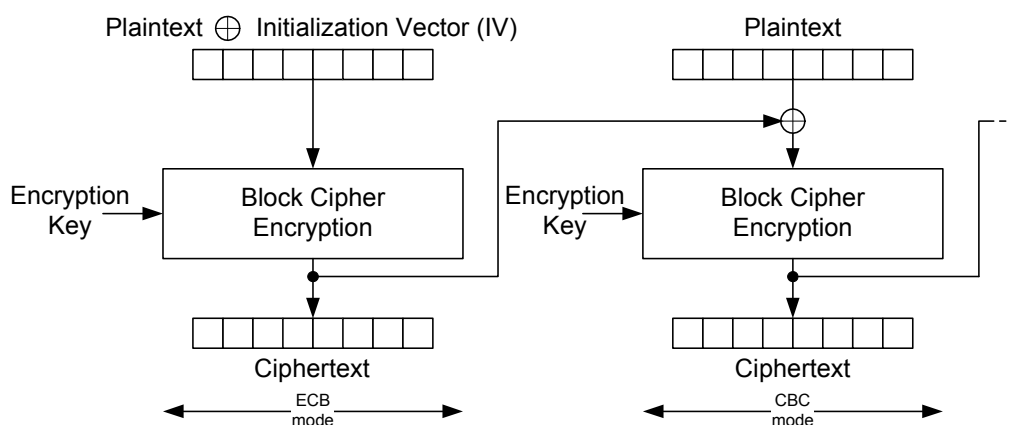 Plaintext ⊕ Initialization Vector (IV)
Plaintext
Encryption
Key
Block Cipher
Encryption
Encryption
Key
Block Cipher
Encryption
Ciphertext
Ciphertext
ECB
mode
CBC
mode